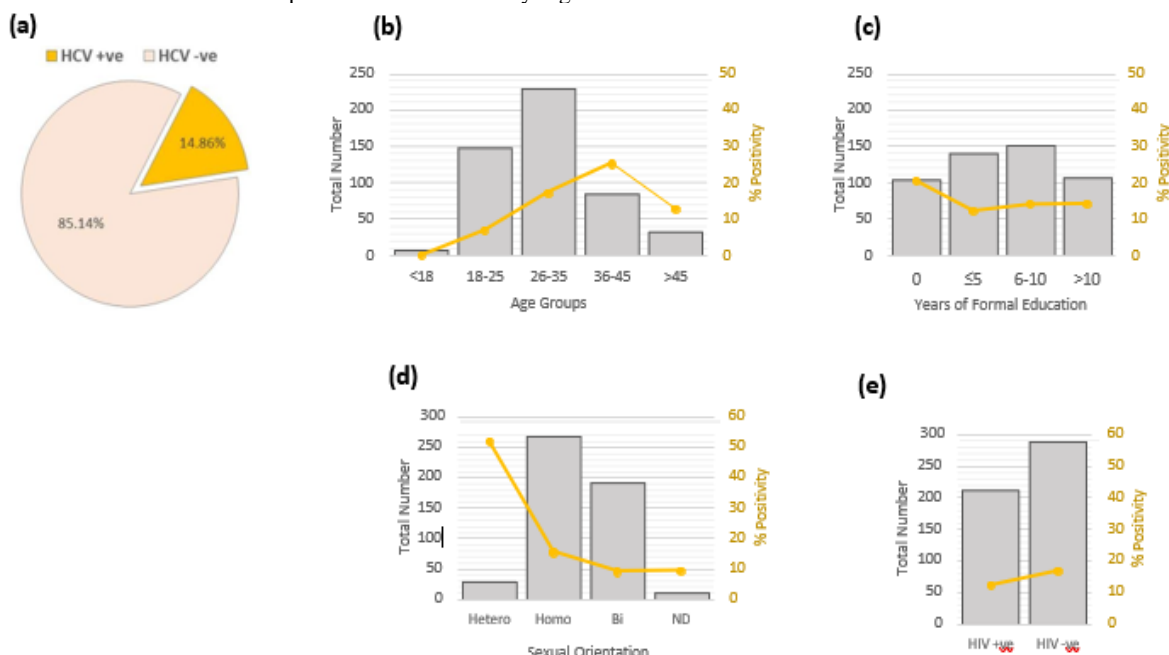 (a)
HCV +ve HCV -ve
14.86%
85.14%
(b)
Total Number
250
200
150
100
50
0
50
40
30
20
10
0
% Positivity
<18 18-25 26-35 36-45 >45
Age Groups
(c)
Total Number
250
200
150
100
50
0
50
40
30
20
10
0
% Positivity
0 ≤5 6-10 >10
Years of Formal Education
(d)
Total Number
300
250
200
150
100
50
0
60
50
40
30
20
10
0
% Positivity
Hetero Homo Bi ND
Sexual Orientation
(e)
Total Number
300
250
200
150
100
50
0
60
50
40
30
20
10
0
% Positivity
HIV +ve HIV -ve